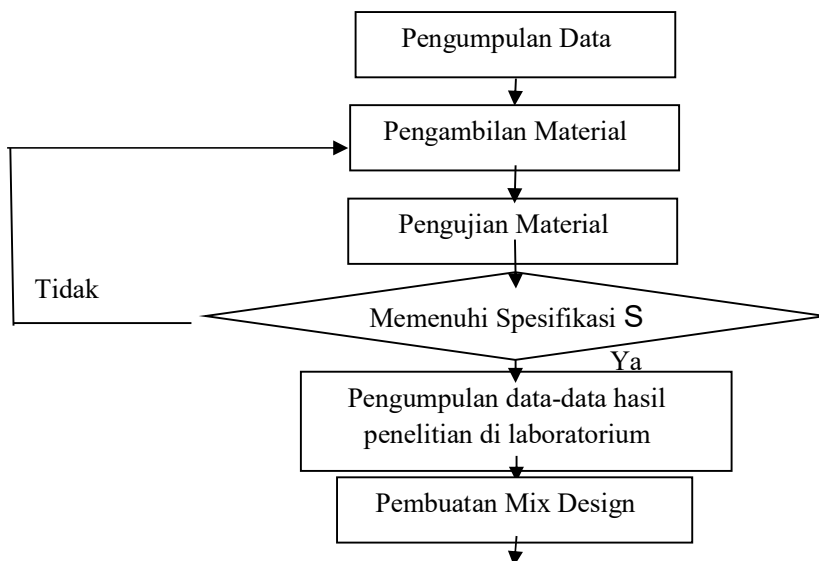 Pengumpulan Data
Pengambilan Material
Pengujian Material
Tidak
Memenuhi Spesifikasi S
Ya
Pengumpulan data-data hasil
penelitian di laboratorium
Pembuatan Mix Design